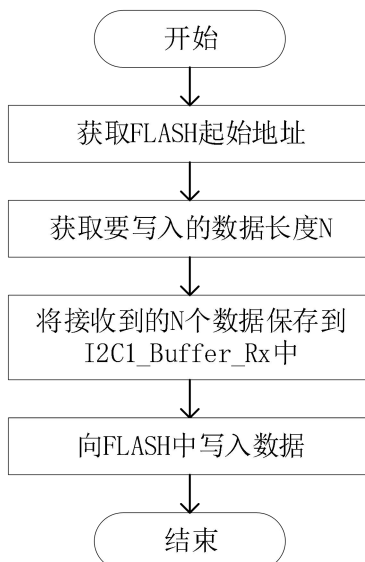 开始
获取FLASH起始地址
获取要写入的数据长度N
将接收到的N个数据保存到
I2C1_Buffer_Rx中
向FLASH中写入数据
结束